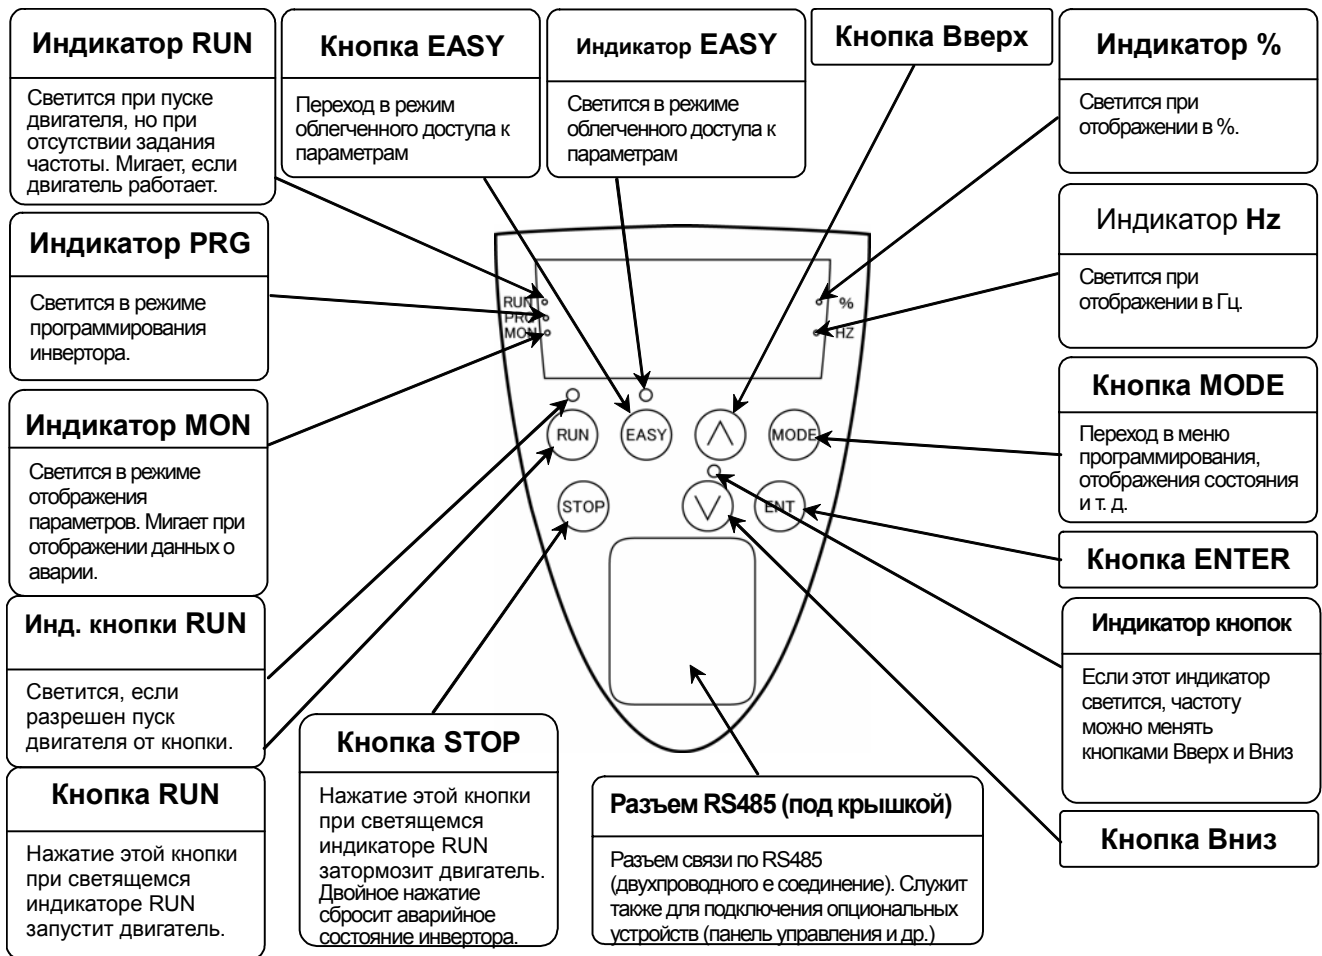 Индикатор RUN
Светится при пуске
двигателя, но при
отсутствии задания
частоты. Мигает, если
двигатель работает.
Кнопка EASY
Переход в режим
облегченного доступа к
параметрам
Индикатор EASY
Светится в режиме
облегченного доступа к
параметрам
Кнопка Вверх
Индикатор %
Светится при
отображении в %.
Индикатор PRG
Светится в режиме
программирования
инвертора.
Индикатор Hz
Светится при
отображении в Гц.
RUN
PRG
MON
%
HZ
Индикатор MON
Светится в режиме
отображения
параметров. Мигает при
отображении данных о
аварии.
RUN
EASY
MODE
STOP
ENT
Кнопка MODE
Переход в меню
программирования,
отображения состояния
и т. д.
Кнопка ENTER
Инд. кнопки RUN
Светится, если
разрешен пуск
двигателя от кнопки.
Индикатор кнопок
Если этот индикатор
светится, частоту
можно менять
кнопками Вверх и Вниз
Кнопка RUN
Нажатие этой кнопки
при светящемся
индикаторе RUN
запустит двигатель.
Кнопка STOP
Нажатие этой кнопки
при светящемся
индикаторе RUN
затормозит двигатель.
Двойное нажатие
сбросит аварийное
состояние инвертора.
Разъем RS485 (под крышкой)
Разъем связи по RS485
(двухпроводного е соединение). Служит
также для подключения опциональных
устройств (панель управления и др.)
Кнопка Вниз